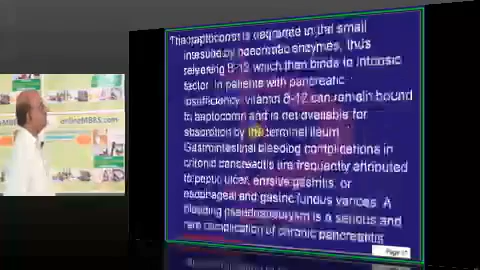 The haptocorrin is degraded in the small
intestine by pancreatic enzymes, thus
releasing B-12 which then binds to intrinsic
factor. In patients with pancreatic
insufficiency, vitamin B-12 can remain bound
to haptocorrin and is not available for
absorption by the terminal ileum.
Gastrointestinal bleeding complications in
chronic pancreatitis are frequently attributed
to peptic ulcer, erosive gastritis, or
esophageal and gastric fundus varices. A
bleeding pseudoaneurysm is a serious and
rare complication of chronic pancreatitis
onlineMBBS.com